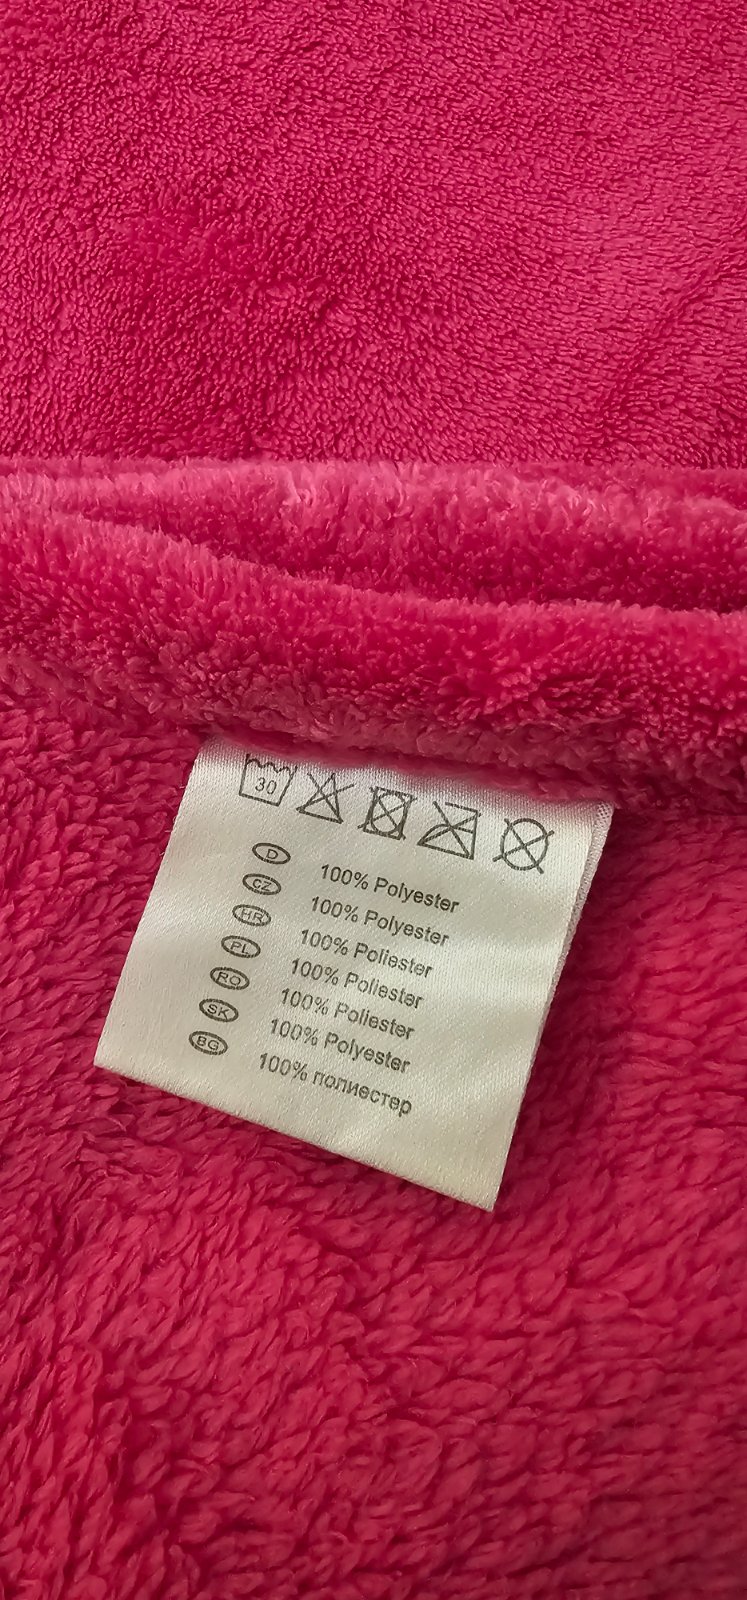 30
D 100% Polyester
CZ 100% Polyester
HR 100% Poliester
PL 100% Poliester
RO 100% Poliester
SK 100% Polyester
BG 100% полиестер